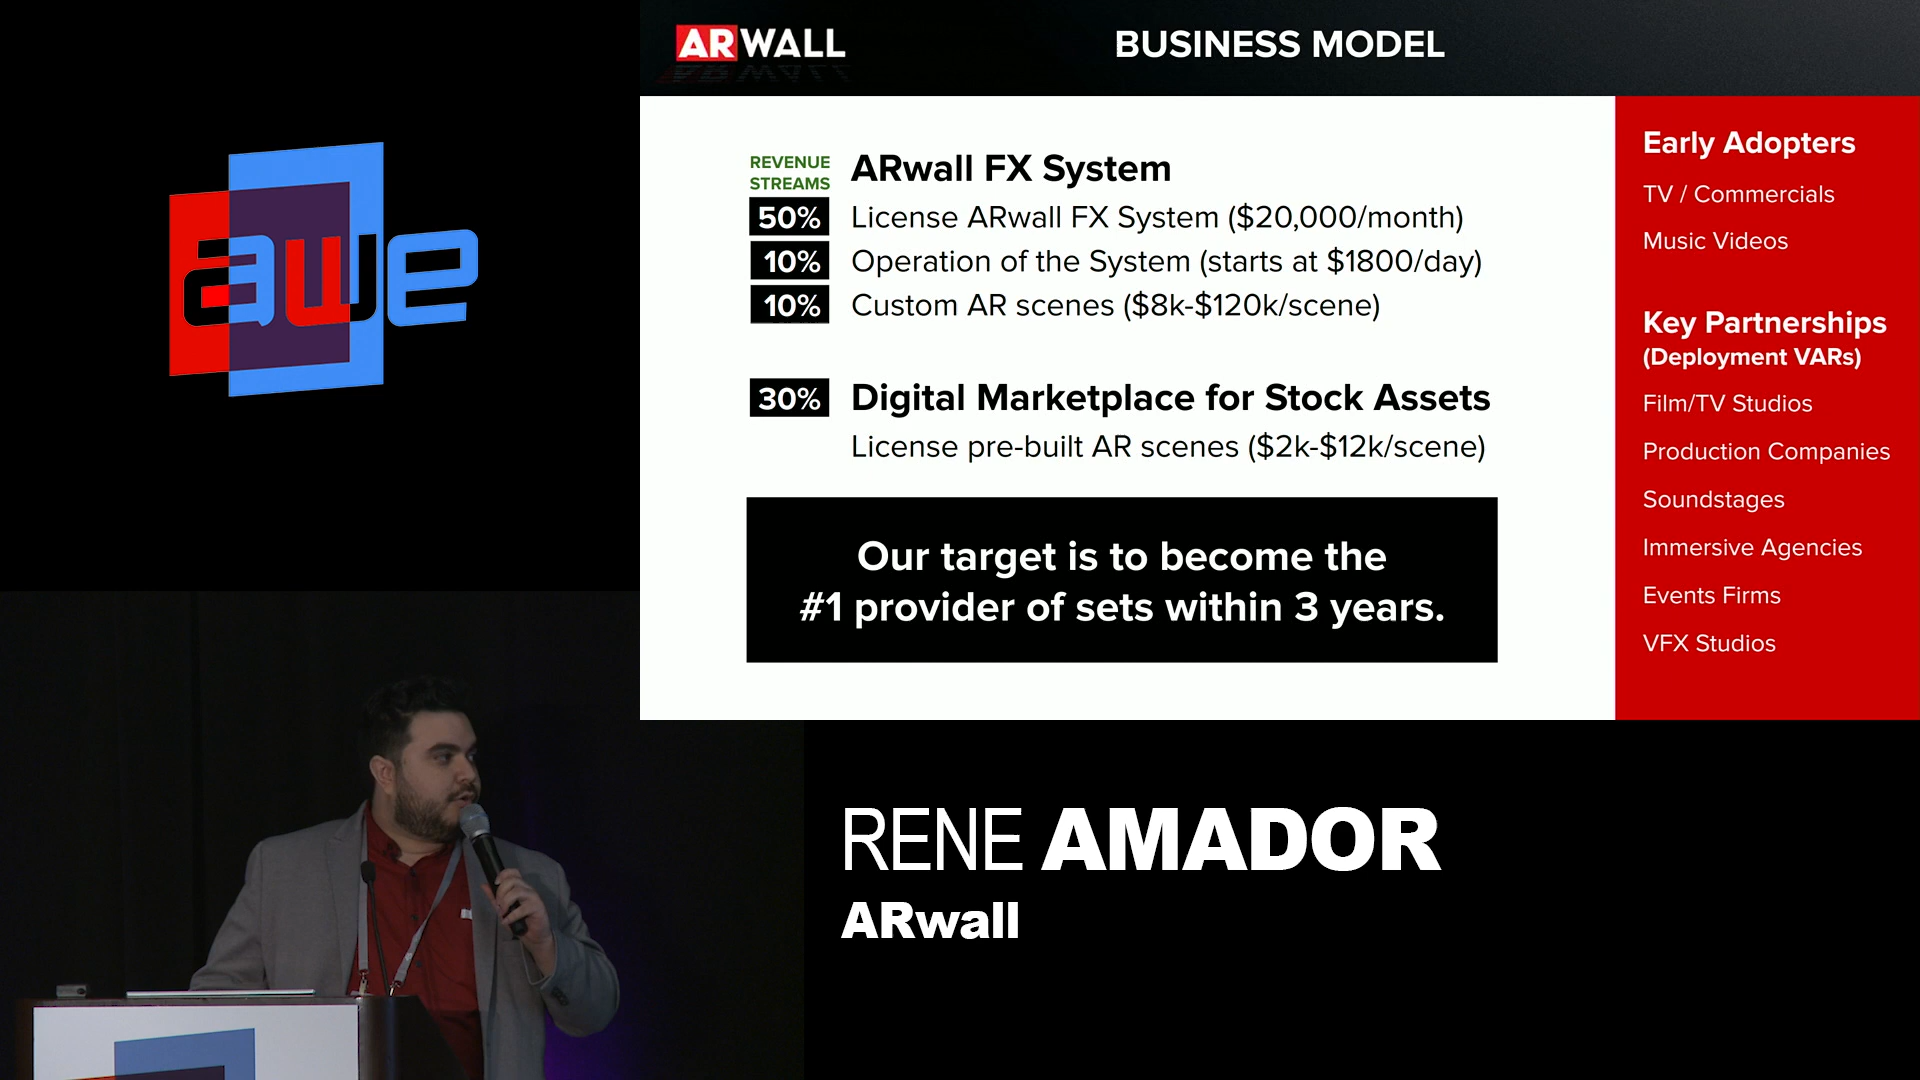 awe
ARWALL
BUSINESS MODEL
REVENUE
STREAMS
ARwall FX System
50% License ARwall FX System ($20,000/month)
10% Operation of the System (starts at $1800/day)
10% Custom AR scenes ($8k-$120k/scene)
30% Digital Marketplace for Stock Assets
License pre-built AR scenes ($2k-$12k/scene)
Our target is to become the
#1 provider of sets within 3 years.
Early Adopters
TV / Commercials
Music Videos
Key Partnerships
(Deployment VARs)
Film/TV Studios
Production Companies
Soundstages
Immersive Agencies
Events Firms
VFX Studios
RENE AMADOR
ARwall